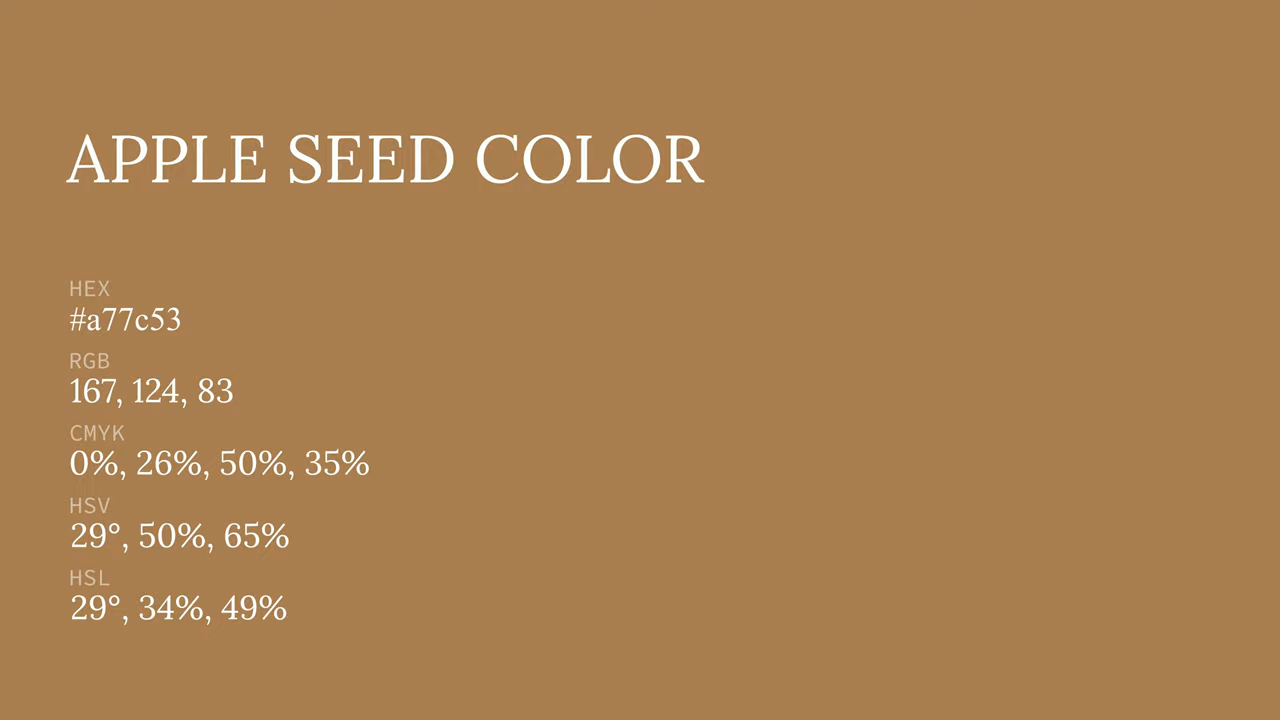 APPLE SEED COLOR
HEX
#a77c53
RGB
167, 124, 83
CMYK
0%, 26%, 50%, 35%
HSV
29°, 50%, 65%
HSL
29°, 34%, 49%